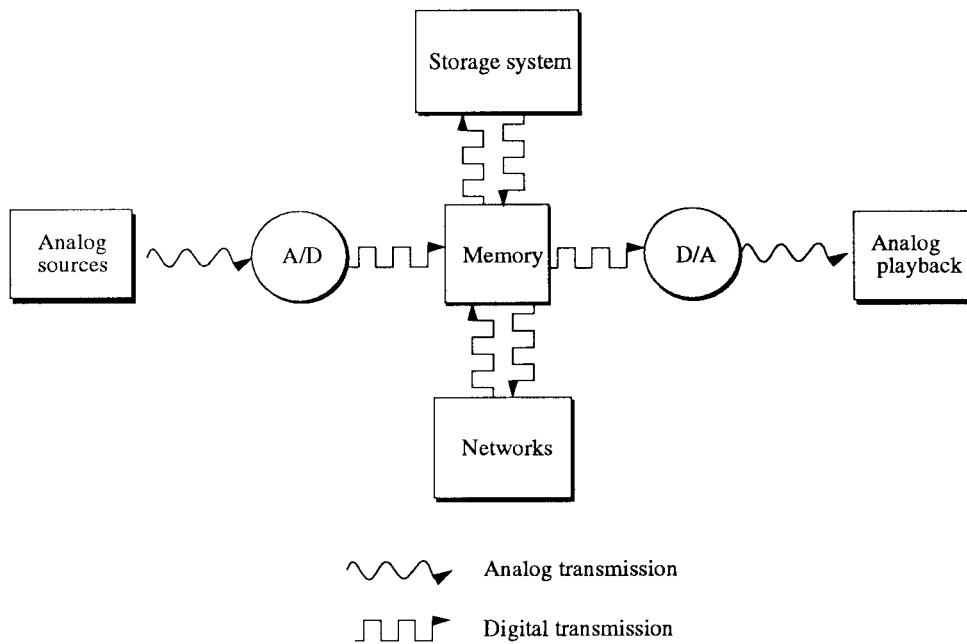 Storage system
Analog
sources
A/D
Memory
D/A
Analog
playback
Networks
Analog transmission
Digital transmission